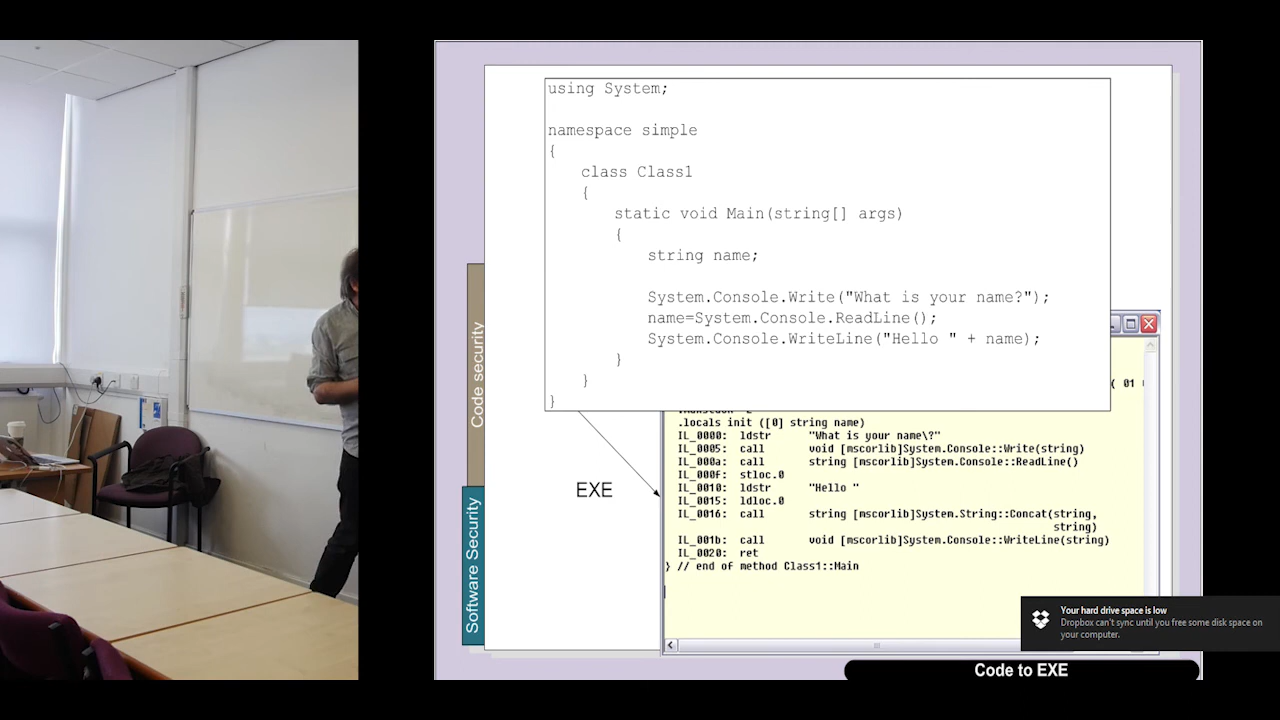 using System;
namespace simple
{
class Class1
{
static void Main(string[] args)
{
string name;
System.Console.Write("What is your name?");
name=System.Console.ReadLine();
System.Console.WriteLine("Hello " + name);
}
}
}
( 01
.locals init ([0] string name)
IL_0000: ldstr "What is your name\?"
IL_0005: call void [mscorlib]System.Console::Write(string)
IL_000a: call string [mscorlib]System.Console::ReadLine()
IL_000f: stloc.0
IL_0010: ldstr "Hello "
IL_0015: ldloc.0
IL_0016: call string [mscorlib]System.String::Concat(string,
string)
IL_001b: call void [mscorlib]System.Console::WriteLine(string)
IL_0020: ret
} // end of method Class1::Main
EXE
Code security
Software Security
Your hard drive space is low
Dropbox can't sync until you free some disk space on
your computer.
Code to EXE